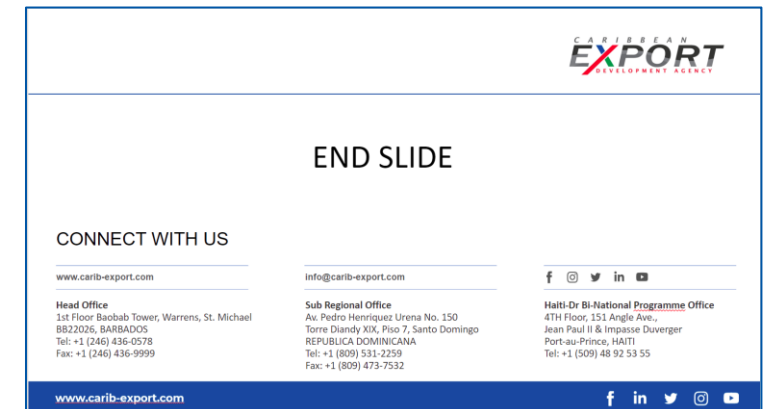 CARIBBEAN
EXPORT
DEVELOPMENT AGENCY
END SLIDE
CONNECT WITH US
www.carib-export.com
Head Office
1st Floor Baobab Tower, Warrens, St. Michael
BB22026, BARBADOS
Tel: +1 (246) 436-0578
Fax: +1 (246) 436-9999
info@carib-export.com
Sub Regional Office
Av. Pedro Henriquez Urena No. 150
Torre Diandy XIX, Piso 7, Santo Domingo
REPUBLICA DOMINICANA
Tel: +1 (809) 531-2259
Fax: +1 (809) 473-7532
Haiti-Dr Bi-National Programme Office
4TH Floor, 151 Angle Ave.,
Jean Paul II & Impasse Duverger
Port-au-Prince, HAITI
Tel: +1 (509) 48 92 53 55
www.carib-export.com